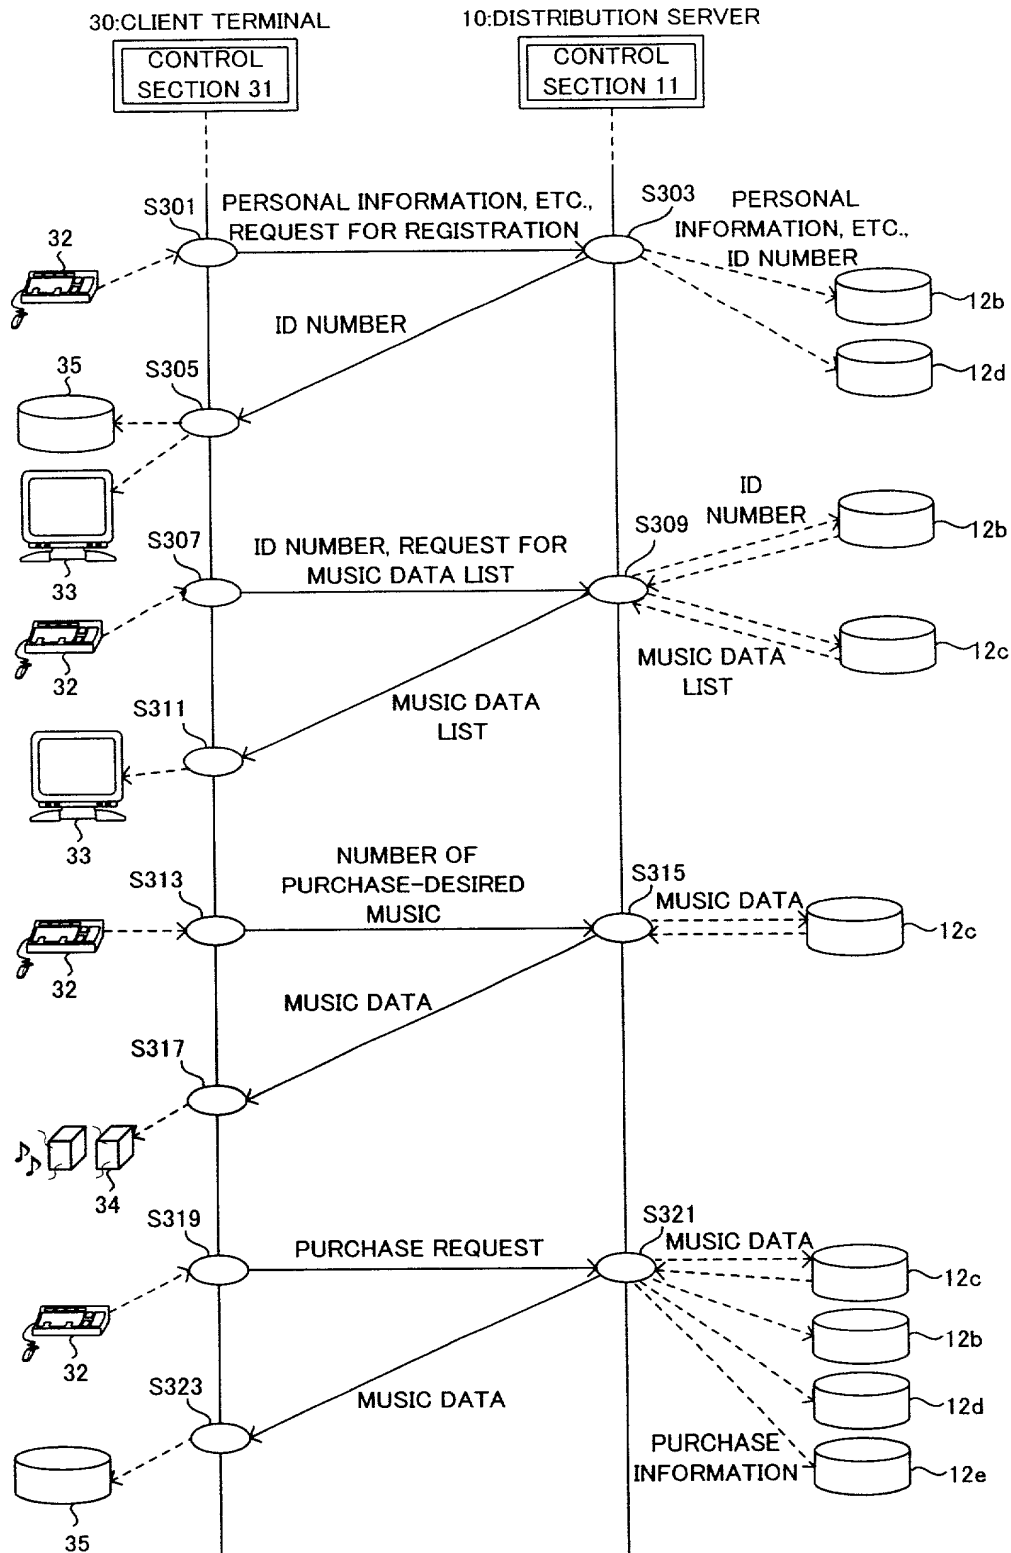 30:CLIENT TERMINAL
10:DISTRIBUTION SERVER
CONTROL
SECTION 31
CONTROL
SECTION 11
S301
PERSONAL INFORMATION, ETC.,
REQUEST FOR REGISTRATION
S303
PERSONAL
INFORMATION, ETC.,
ID NUMBER
32
12b
ID NUMBER
12d
35
S305
ID
NUMBER
12b
S307
ID NUMBER, REQUEST FOR
MUSIC DATA LIST
S309
33
32
MUSIC DATA
LIST
12c
S311
MUSIC DATA
LIST
33
S313
NUMBER OF
PURCHASE-DESIRED
MUSIC
S315
MUSIC DATA
12c
32
MUSIC DATA
S317
34
S319
PURCHASE REQUEST
S321
MUSIC DATA
12c
32
12b
S323
MUSIC DATA
12d
PURCHASE
INFORMATION
12e
35